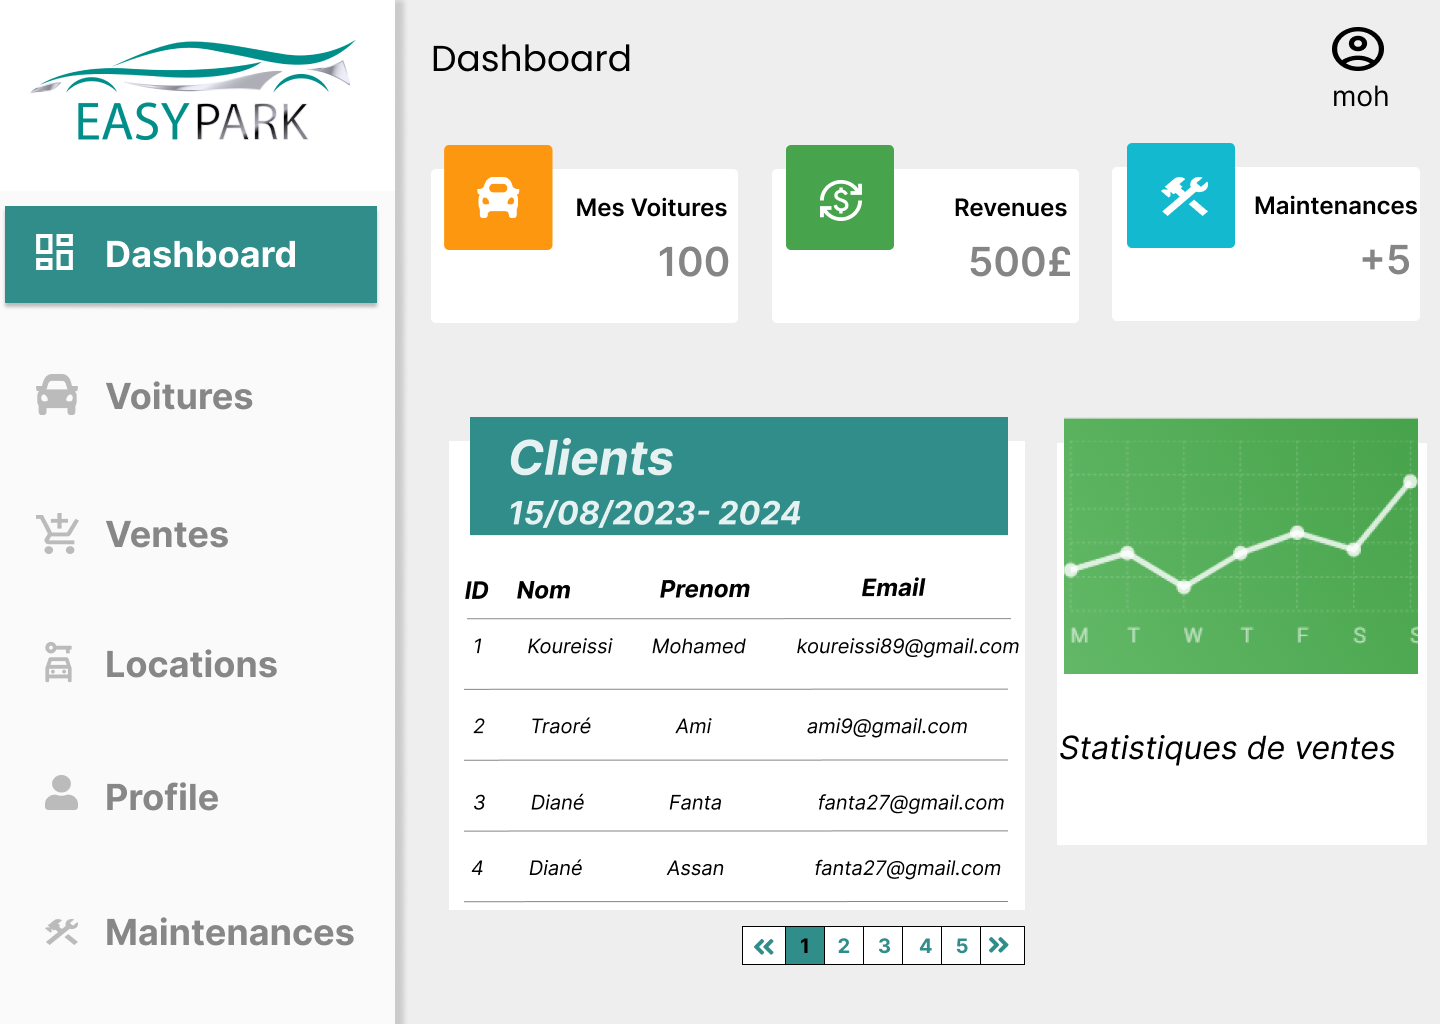 EASYPARK
Dashboard
Voitures
Ventes
Locations
Profile
Maintenances
Dashboard
moh
Mes Voitures
100
Revenues
500£
Maintenances
+5
Clients
15/08/2023- 2024
ID Nom Prenom Email
1 Koureissi Mohamed koureissi89@gmail.com
2 Traoré Ami ami9@gmail.com
3 Diané Fanta fanta27@gmail.com
4 Diané Assan fanta27@gmail.com
« 1 2 3 4 5 »
M T W T F S S
Statistiques de ventes